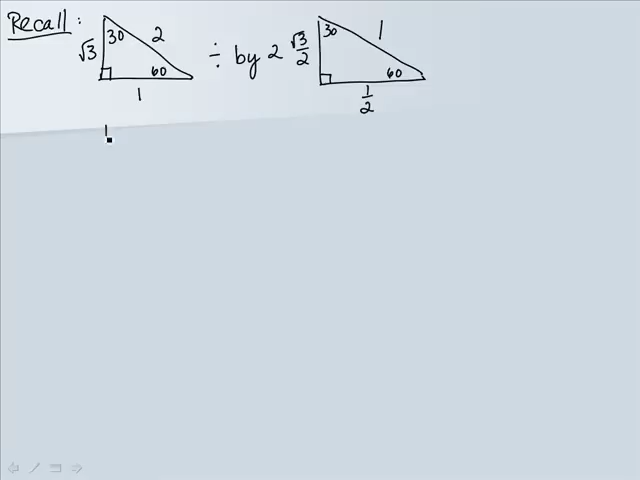 Recall:
√3 30 2 60 1
÷ by 2
√3/2 30 1 60 1/2